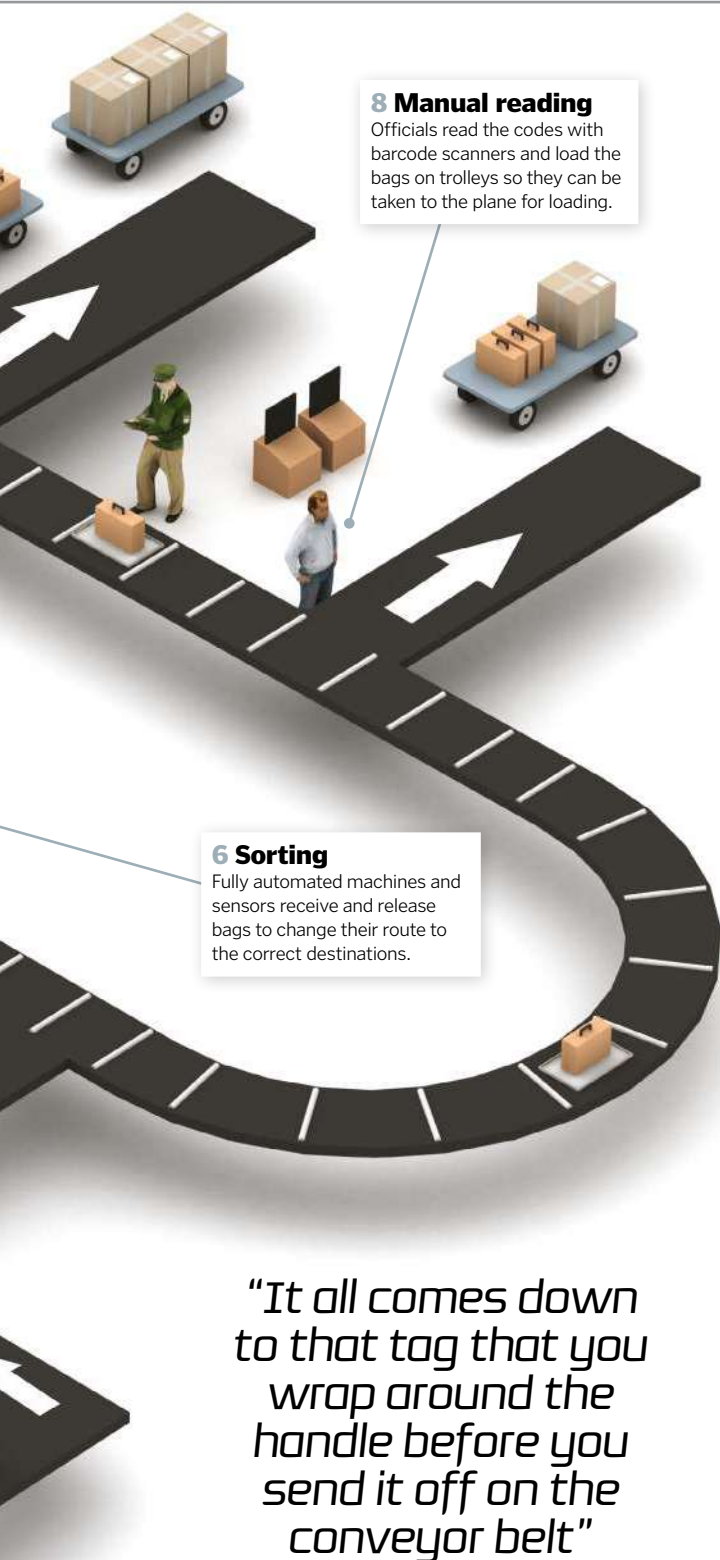 8 Manual reading
Officials read the codes with
barcode scanners and load the
bags on trolleys so they can be
taken to the plane for loading.
6 Sorting
Fully automated machines and
sensors receive and release
bags to change their route to
the correct destinations.
“It all comes down
to that tag that you
wrap around the
handle before you
send it off on the
conveyor belt”